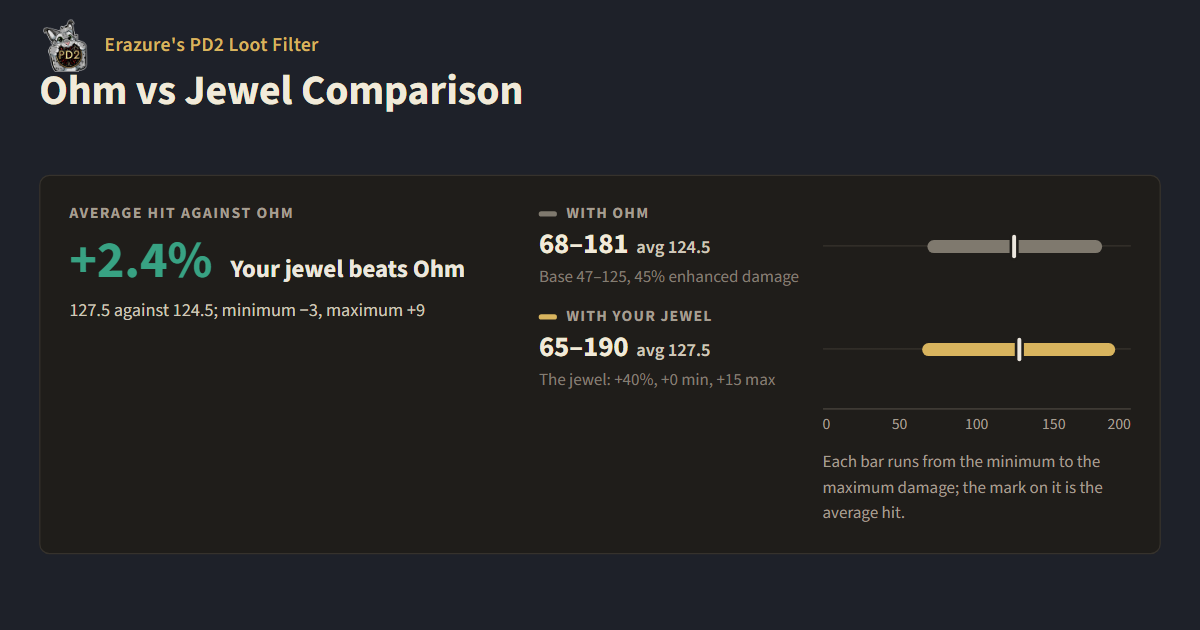 PD2
Erazure's PD2 Loot Filter
Ohm vs Jewel Comparison
AVERAGE HIT AGAINST OHM
+2.4% Your jewel beats Ohm
127.5 against 124.5; minimum −3, maximum +9
WITH OHM
68–181 avg 124.5
Base 47–125, 45% enhanced damage
WITH YOUR JEWEL
65–190 avg 127.5
The jewel: +40%, +0 min, +15 max
0 50 100 150 200
Each bar runs from the minimum to the
maximum damage; the mark on it is the
average hit.